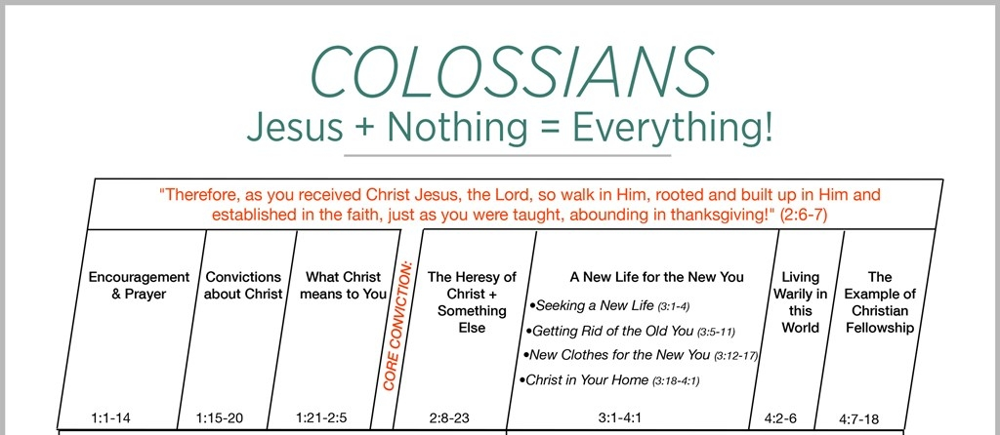 COLOSSIANS
Jesus + Nothing = Everything!
"Therefore, as you received Christ Jesus, the Lord, so walk in Him, rooted and built up in Him and
established in the faith, just as you were taught, abounding in thanksgiving!" (2:6-7)
Encouragement
& Prayer
1:1-14
Convictions
about Christ
1:15-20
What Christ
means to You
1:21-2:5
CORE CONVICTION:
The Heresy of
Christ +
Something
Else
2:8-23
A New Life for the New You
•Seeking a New Life (3:1-4)
•Getting Rid of the Old You (3:5-11)
•New Clothes for the New You (3:12-17)
•Christ in Your Home (3:18-4:1)
3:1-4:1
Living
Warily in
this
World
4:2-6
The
Example of
Christian
Fellowship
4:7-18